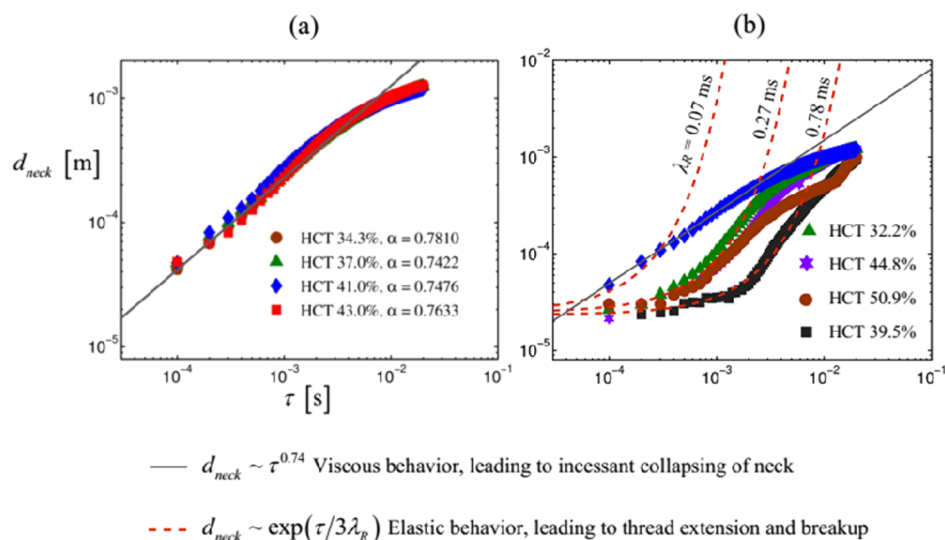 (a)
(b)
d_neck [m]
10⁻³
10⁻⁴
10⁻⁵
HCT 34.3%, α = 0.7810
HCT 37.0%, α = 0.7422
HCT 41.0%, α = 0.7476
HCT 43.0%, α = 0.7633
10⁻⁴
10⁻³
10⁻²
10⁻¹
τ [s]
10⁻²
10⁻³
10⁻⁴
10⁻⁵
λ_R = 0.07 ms
0.27 ms
0.78 ms
HCT 32.2%
HCT 44.8%
HCT 50.9%
HCT 39.5%
10⁻⁴
10⁻³
10⁻²
10⁻¹
d_neck ~ τ^0.74 Viscous behavior, leading to incessant collapsing of neck
d_neck ~ exp(τ/3λ_R) Elastic behavior, leading to thread extension and breakup